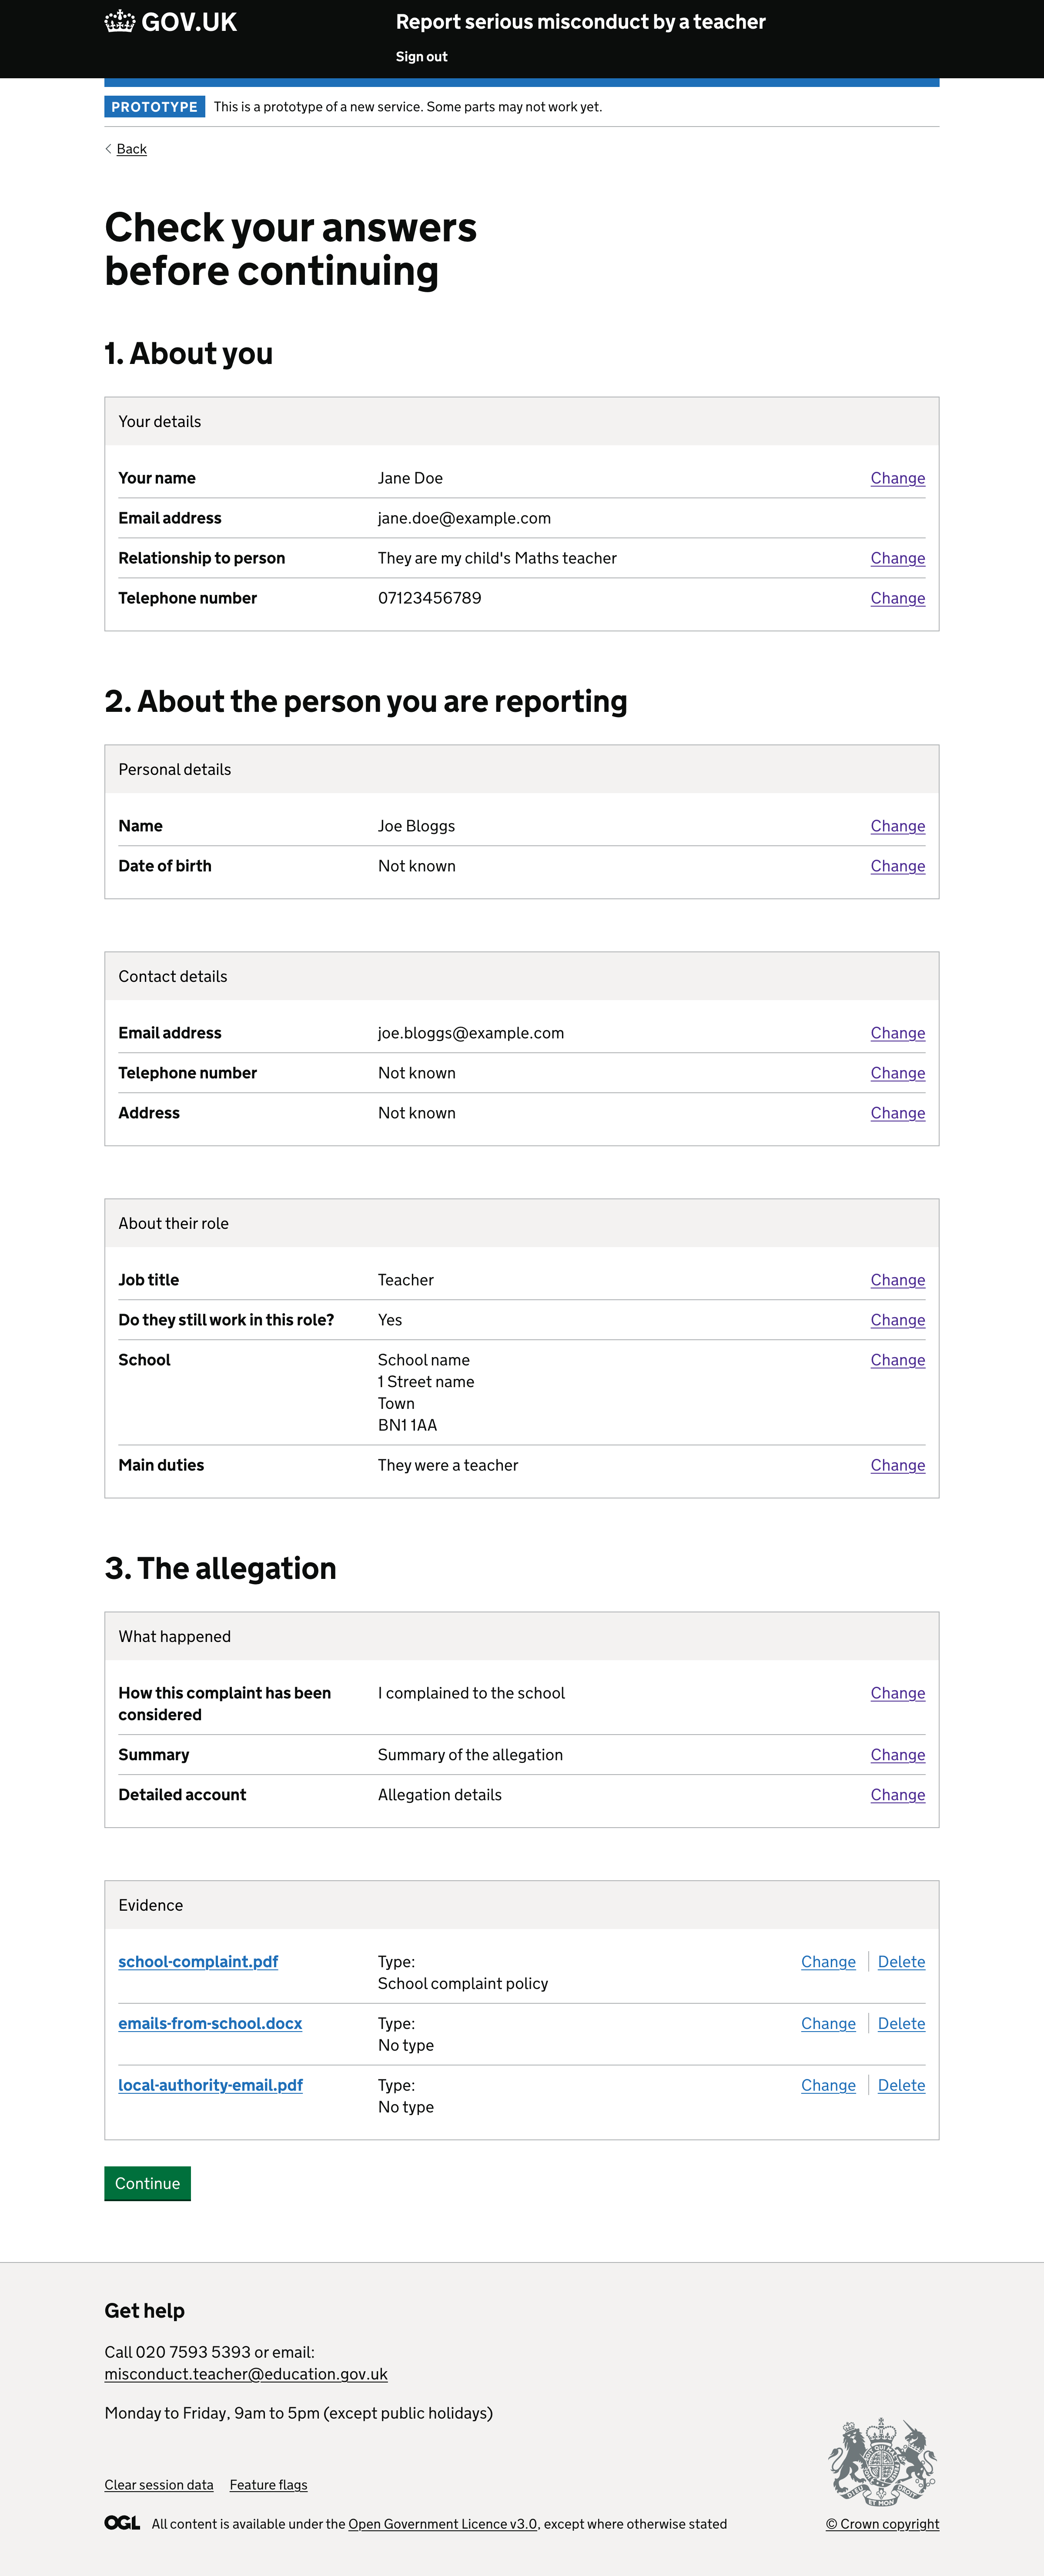 GOV.UK
Report serious misconduct by a teacher
Sign out
PROTOTYPE This is a prototype of a new service. Some parts may not work yet.
Back
Check your answers
before continuing
1. About you
Your details
Your name Jane Doe Change
Email address jane.doe@example.com
Relationship to person They are my child's Maths teacher Change
Telephone number 07123456789 Change
2. About the person you are reporting
Personal details
Name Joe Bloggs Change
Date of birth Not known Change
Contact details
Email address joe.bloggs@example.com Change
Telephone number Not known Change
Address Not known Change
About their role
Job title Teacher Change
Do they still work in this role? Yes Change
School School name Change
1 Street name
Town
BN1 1AA
Main duties They were a teacher Change
3. The allegation
What happened
How this complaint has been I complained to the school Change
considered
Summary Summary of the allegation Change
Detailed account Allegation details Change
Evidence
school-complaint.pdf Type: Change Delete
School complaint policy
emails-from-school.docx Type: Change Delete
No type
local-authority-email.pdf Type: Change Delete
No type
Continue
Get help
Call 020 7593 5393 or email:
misconduct.teacher@education.gov.uk
Monday to Friday, 9am to 5pm (except public holidays)
Clear session data Feature flags
DIEU ET MON DROIT
OGL All content is available under the Open Government Licence v3.0, except where otherwise stated
© Crown copyright